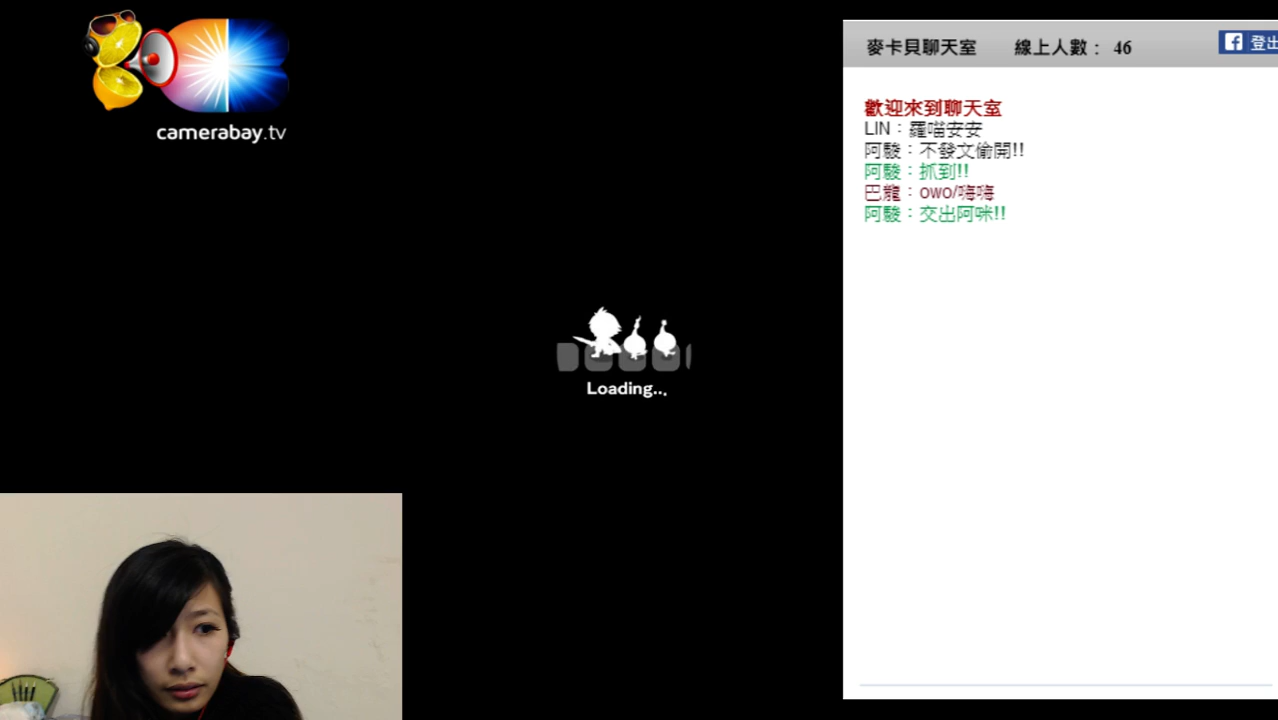 camerabay.tv
麥卡貝聊天室 線上人數： 46
登出
歡迎來到聊天室
LIN：羅喵安安
阿駿：不發文偷開!!
阿駿：抓到!!
巴龍：owo/嗨嗨
阿駿：交出阿咪!!
Loading...